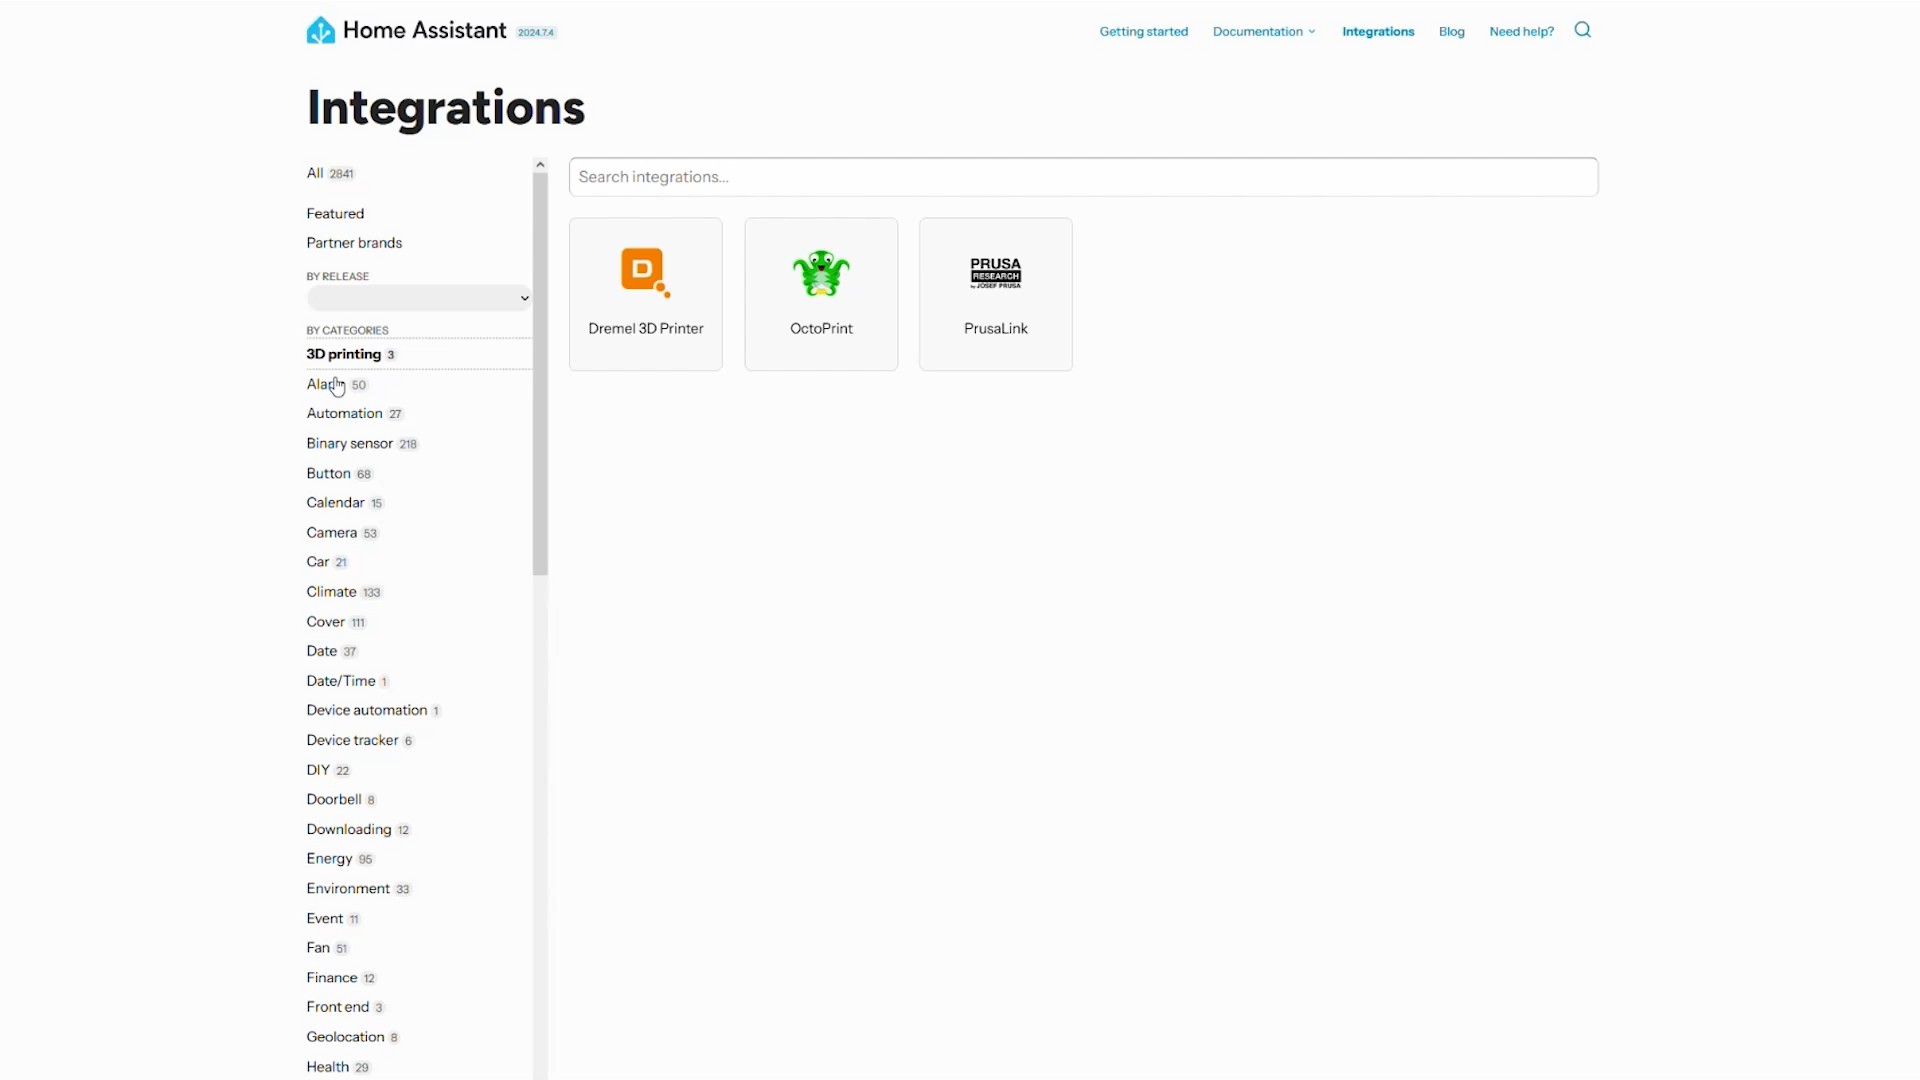 Home Assistant 2024.7.4
Getting started Documentation Integrations Blog Need help?
Integrations
All 2841
Featured
Partner brands
BY RELEASE
BY CATEGORIES
3D printing 3
Alarm 50
Automation 27
Binary sensor 218
Button 68
Calendar 15
Camera 53
Car 21
Climate 133
Cover 111
Date 37
Date/Time 1
Device automation 1
Device tracker 6
DIY 22
Doorbell 8
Downloading 12
Energy 95
Environment 33
Event 11
Fan 51
Finance 12
Front end 3
Geolocation 8
Health 29
Search integrations...
D
Dremel 3D Printer
OctoPrint
PRUSA
RESEARCH
by JOSEF PRUSA
PrusaLink